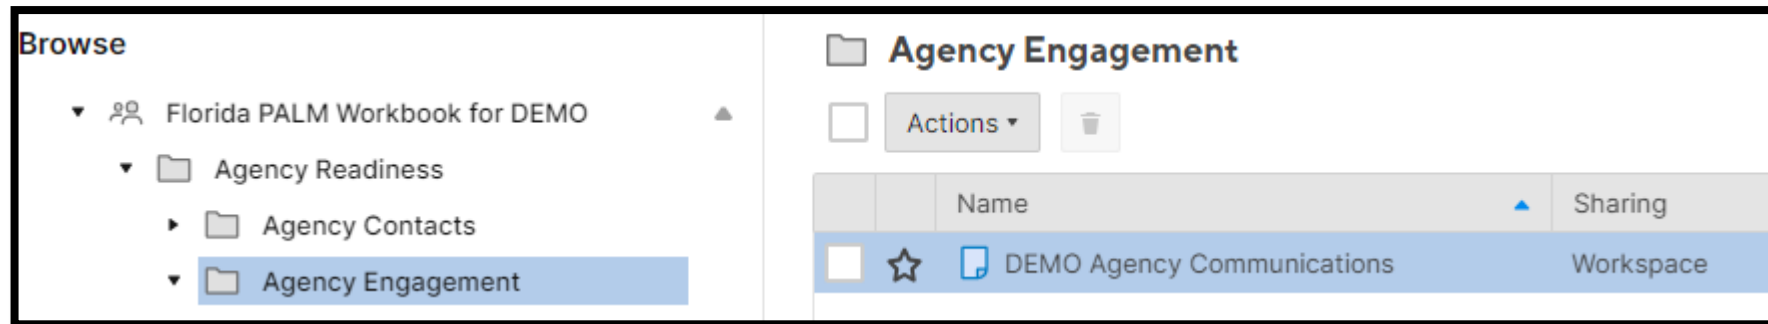 Browse
Florida PALM Workbook for DEMO
Agency Readiness
Agency Contacts
Agency Engagement
Agency Engagement
Actions
Name
Sharing
DEMO Agency Communications
Workspace